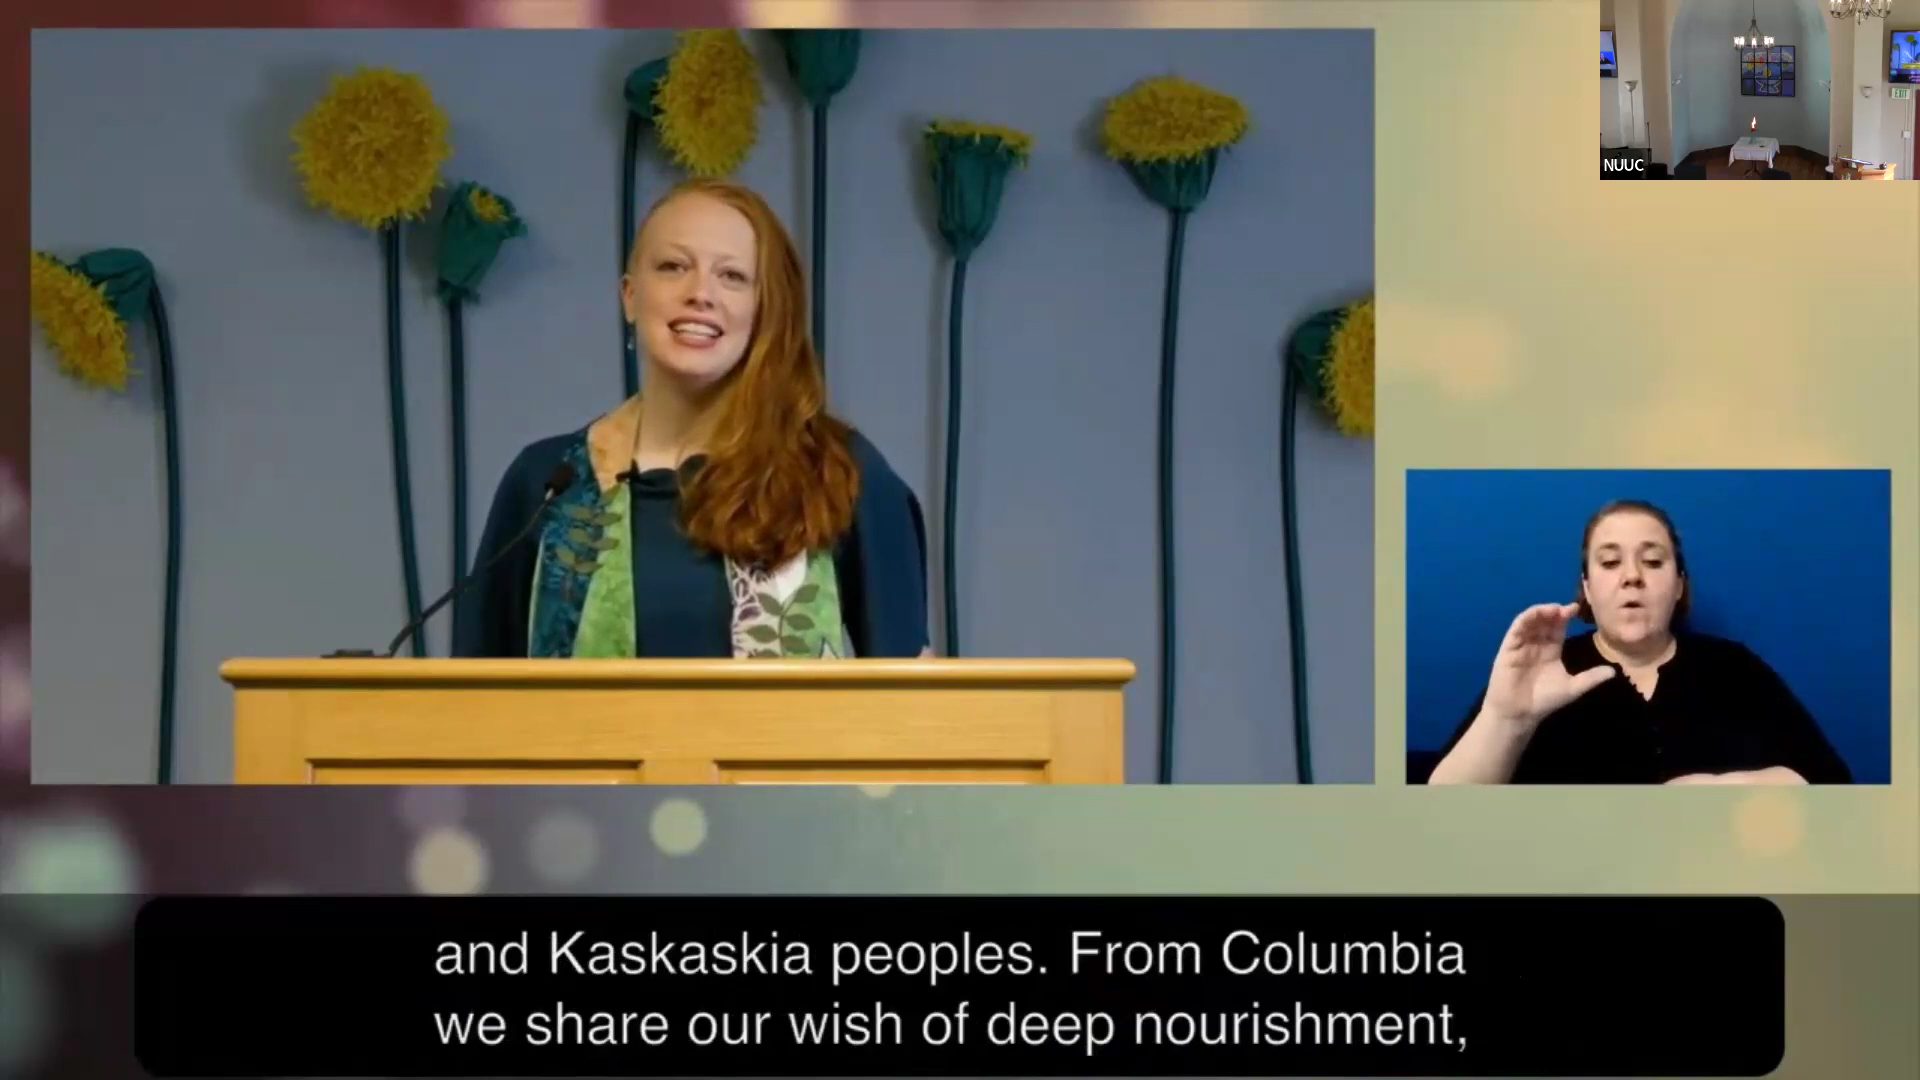 NUUC
and Kaskaskia peoples. From Columbia
we share our wish of deep nourishment,